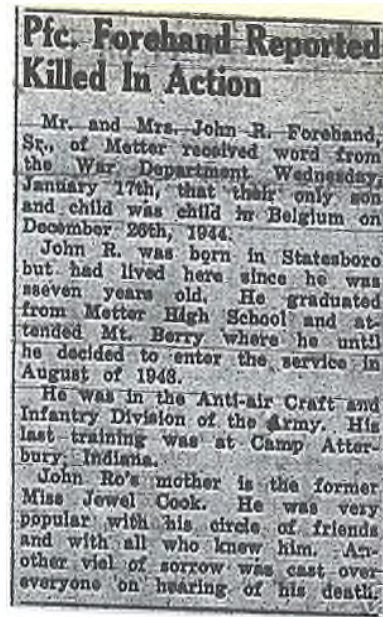 Pfc. Forehand Reported
Killed In Action
Mr. and Mrs. John R. Forehand,
Sr., of Metter received word from
the War Department Wednesday,
January 17th, that their only son
and child was child in Belgium on
December 26th, 1944.
John R. was born in Statesboro
but had lived here since he was
sseven years old. He graduated
from Metter High School and at-
tended Mt. Berry where he until
he decided to enter the service in
August of 1943.
He was in the Anti-air Craft and
Infantry Division of the Army. His
last training was at Camp Atter-
bury, Indiana.
John Ro's mother is the former
Miss Jewel Cook. He was very
popular with his circle of friends
and with all who knew him. An-
other viel of sorrow was cast over
everyone on hearing of his death.